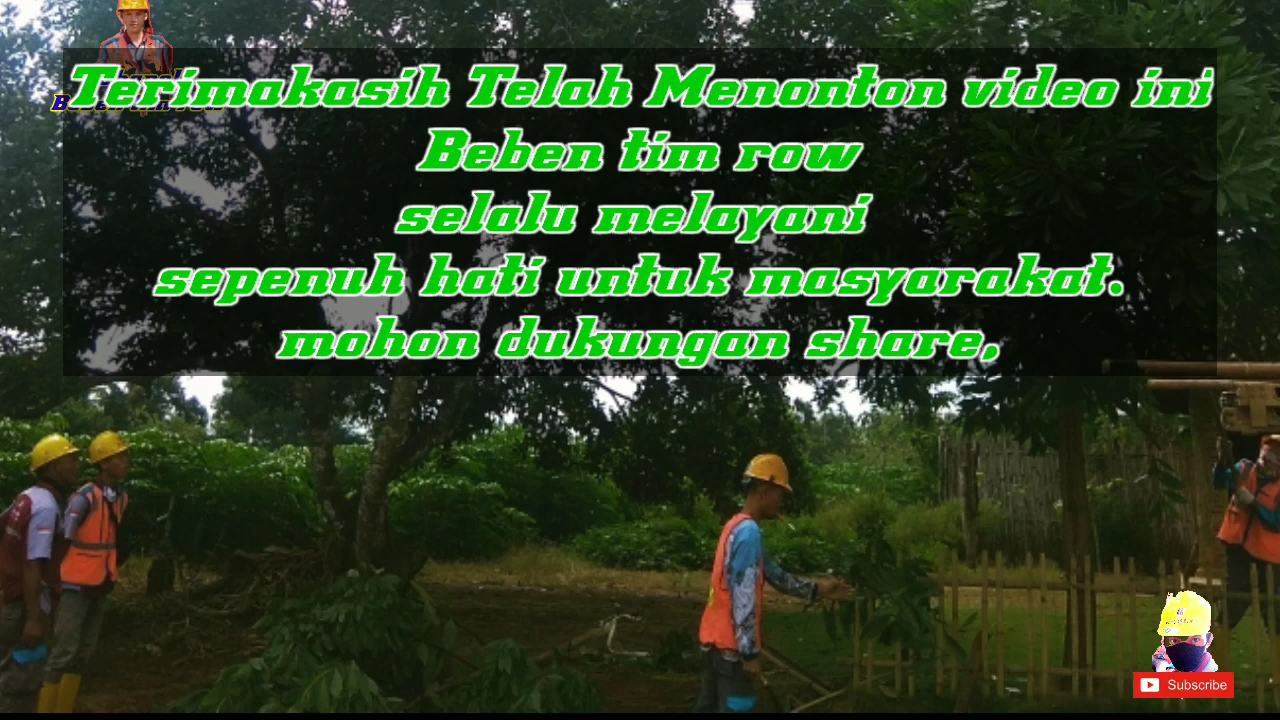 Terimakasih Telah Menonton video ini
Beben tim row
selalu melayani
sepenuh hati untuk masyarakat.
mohon dukungan share,
Subscribe